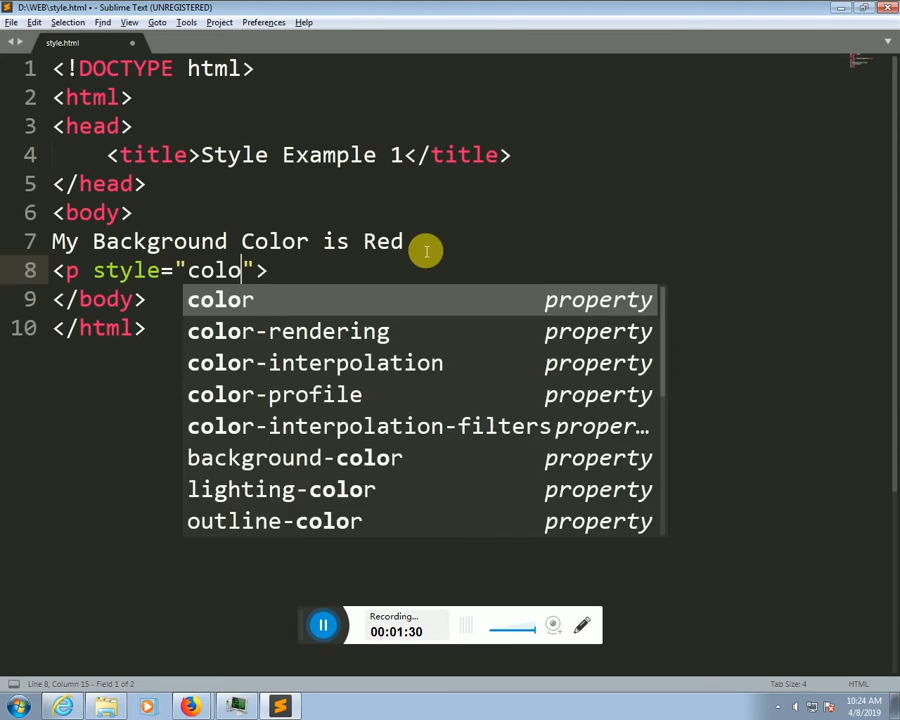 D:\WEB\style.html • - Sublime Text (UNREGISTERED)
File Edit Selection Find View Goto Tools Project Preferences Help
style.html
1 <!DOCTYPE html>
2 <html>
3 <head>
4 <title>Style Example 1</title>
5 </head>
6 <body>
7 My Background Color is Red
8 <p style="colo">
9 </body>
10 </html>
color property
color-rendering property
color-interpolation property
color-profile property
color-interpolation-filters proper…
background-color property
lighting-color property
outline-color property
Recording...
00:01:30
Line 8, Column 15 - Field 1 of 2
Tab Size: 4
HTML
10:24 AM
4/8/2019